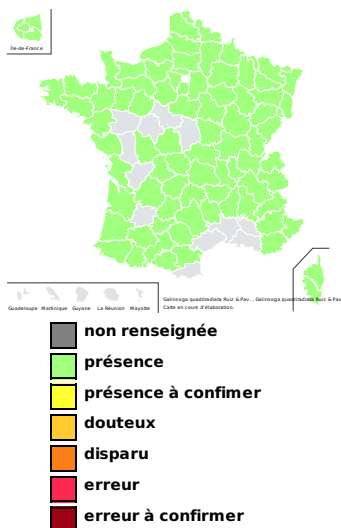 Île-de-France
Guadeloupe Martinique Guyane La Réunion Mayotte
Galinsoga quadriradiata Ruiz & Pav. , Galinsoga quadriradiata Ruiz & Pav
Carte en cours d'élaboration.
non renseignée
présence
présence à confimer
douteux
disparu
erreur
erreur à confirmer